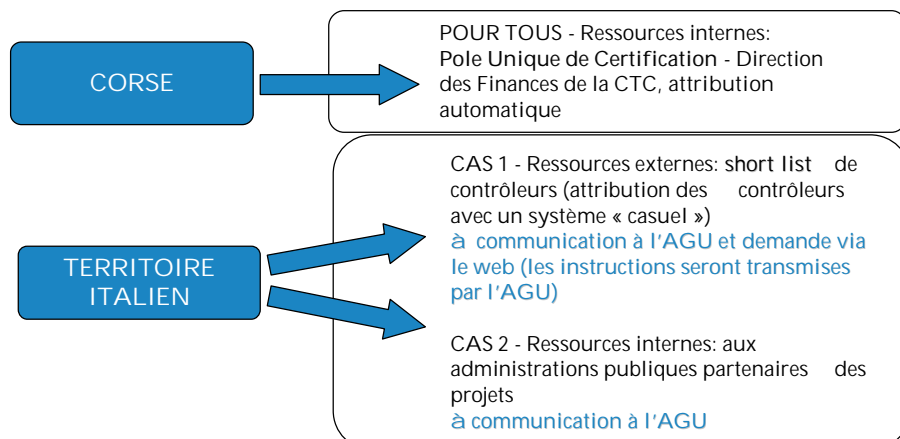 CORSE
POUR TOUS - Ressources internes:
Pole Unique de Certification - Direction
des Finances de la CTC, attribution
automatique
TERRITOIRE
ITALIEN
CAS 1 - Ressources externes: short list de
contrôleurs (attribution des contrôleurs
avec un système « casuel »)
à communication à l'AGU et demande via
le web (les instructions seront transmises
par l'AGU)
CAS 2 - Ressources internes: aux
administrations publiques partenaires des
projets
à communication à l'AGU